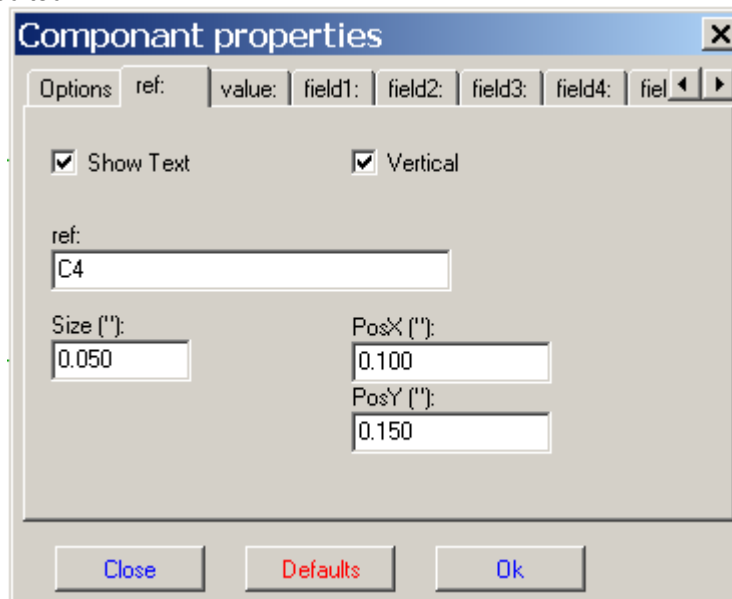 Componant properties
Options ref: value: field1: field2: field3: field4: fiel
Show Text Vertical
ref:
C4
Size ("): PosX ("):
0.050 0.100
PosY ("):
0.150
Close Defaults Ok